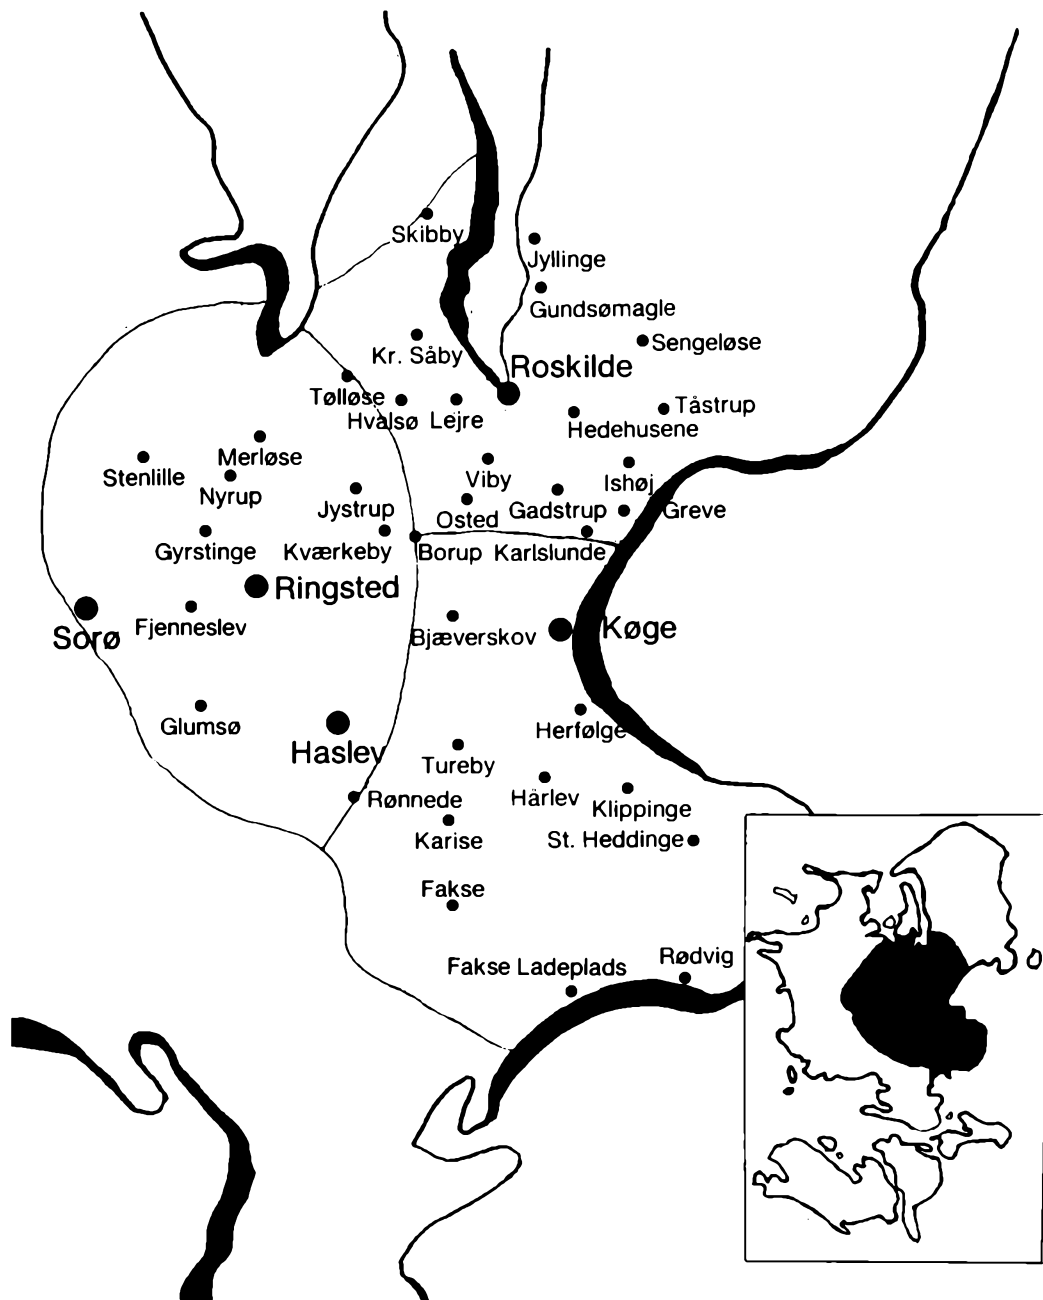 Skibby
Jyllinge
Gundsømagle
Sengeløse
Kr. Såby
Roskilde
Tølløse
Hvalsø
Lejre
Tåstrup
Hedehusene
Merløse
Stenlille
Nyrup
Viby
Ishøj
Jystrup
Osted
Gadstrup
Greve
Gyrstinge
Kværkeby
Borup
Karlslunde
Ringsted
Sorø
Fjenneslev
Bjæverskov
Køge
Glumsø
Haslev
Herfølge
Tureby
Rønnede
Hårlev
Klippinge
Karise
St. Heddinge
Fakse
Fakse Ladeplads
Rødvig